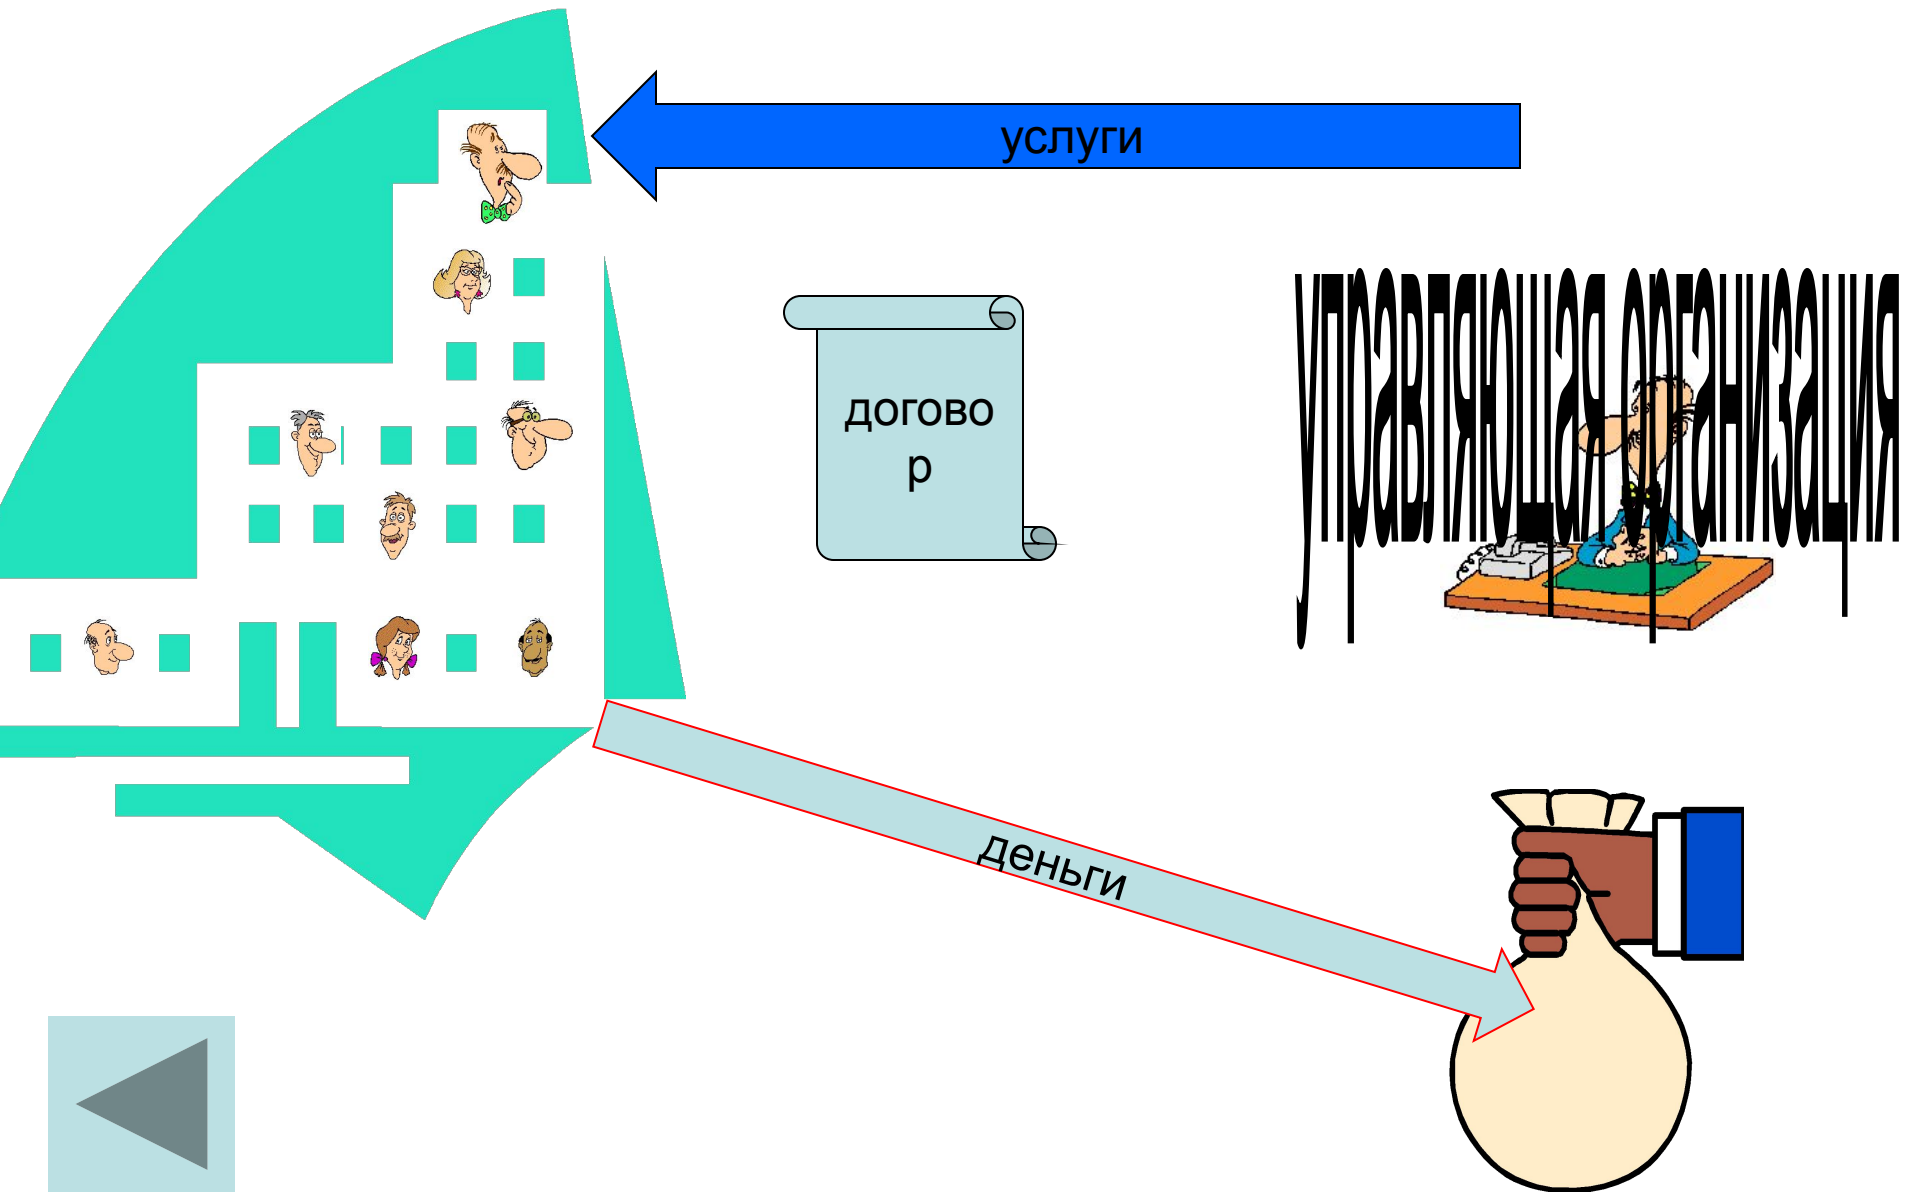 услуги
управляющая организация
догово
р
деньги